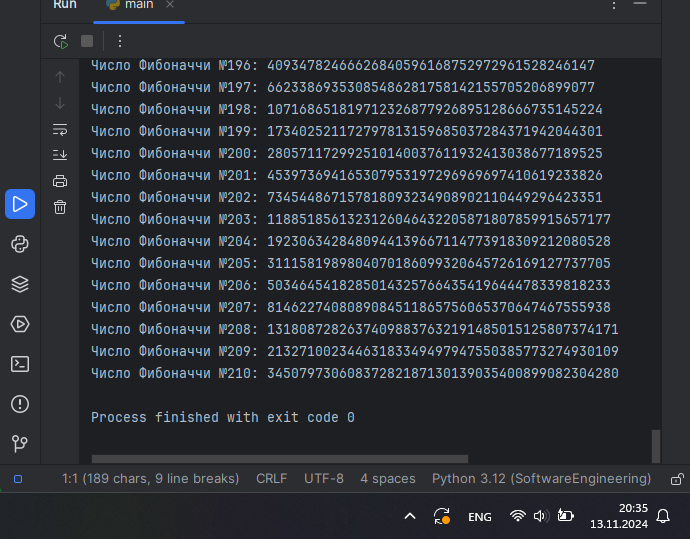 Run
main
Число Фибоначчи №196: 40934782466626840596168752972961528246147
Число Фибоначчи №197: 66233869353085486281758142155705206899077
Число Фибоначчи №198: 107168651819712326877926895128666735145224
Число Фибоначчи №199: 173402521172797813159685037284371942044301
Число Фибоначчи №200: 280571172992510140037611932413038677189525
Число Фибоначчи №201: 453973694165307953197296969697410619233826
Число Фибоначчи №202: 734544867157818093234908902110449296423351
Число Фибоначчи №203: 1188518561323126046432205871807859915657177
Число Фибоначчи №204: 1923063428480944139667114773918309212080528
Число Фибоначчи №205: 3111581989804070186099320645726169127737705
Число Фибоначчи №206: 5034645418285014325766435419644478339818233
Число Фибоначчи №207: 8146227408089084511865756065370647467555938
Число Фибоначчи №208: 13180872826374098837632191485015125807374171
Число Фибоначчи №209: 21327100234463183349497947550385773274930109
Число Фибоначчи №210: 34507973060837282187130139035400899082304280
Process finished with exit code 0
1:1 (189 chars, 9 line breaks) CRLF UTF-8 4 spaces Python 3.12 (SoftwareEngineering)
ENG
20:35
13.11.2024